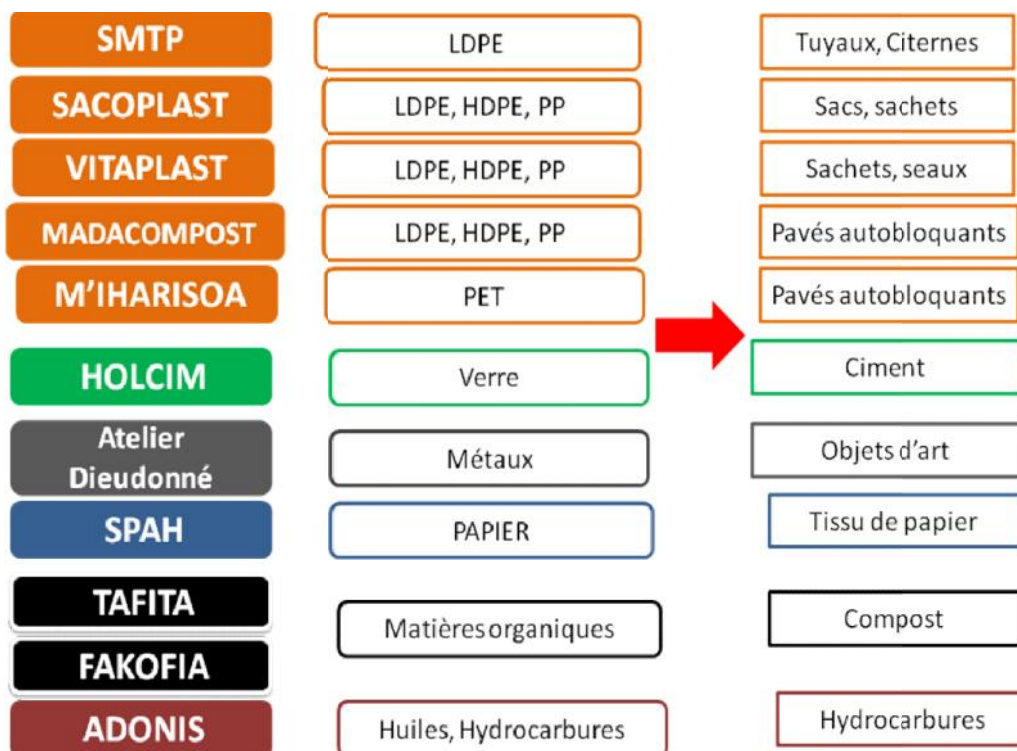 SMTP
LDPE
Tuyaux, Citernes
SACOPLAST
LDPE, HDPE, PP
Sacs, sachets
VITAPLAST
LDPE, HDPE, PP
Sachets, seaux
MADACOMPOST
LDPE, HDPE, PP
Pavés autobloquants
M’IHARISOA
PET
Pavés autobloquants
HOLCIM
Verre
Ciment
Atelier
Dieudonné
Métaux
Objets d’art
SPAH
PAPIER
Tissu de papier
TAFITA
FAKOFIA
Matières organiques
Compost
ADONIS
Huiles, Hydrocarbures
Hydrocarbures